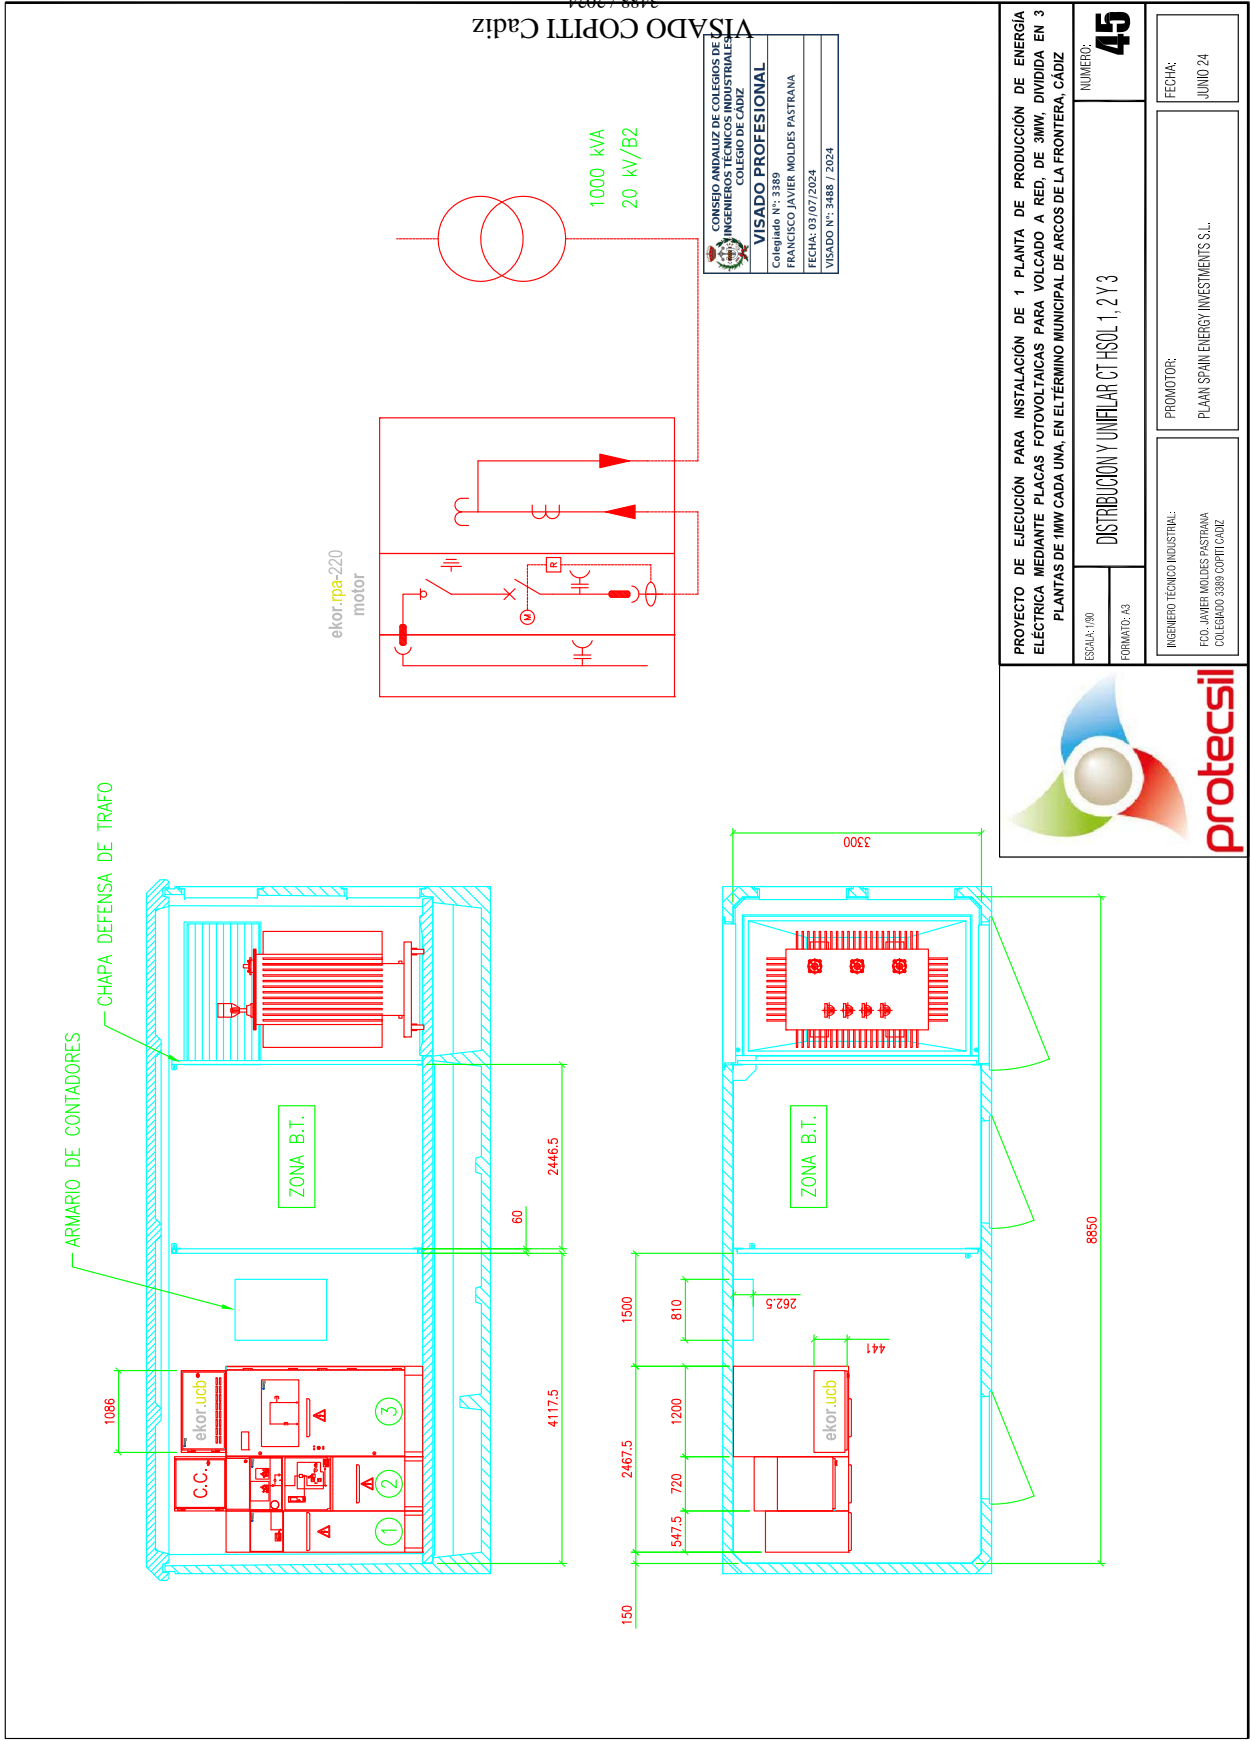 VISADO COPITI Cadiz
3488 / 2024
ARMARIO DE CONTADORES
CHAPA DEFENSA DE TRAFO
1086
C.C.
ekor.ucb
1
2
3
ZONA B.T.
4117.5
60
2446.5
150
547.5
720
1200
2467.5
1500
810
262.5
441
ekor.ucb
ZONA B.T.
3300
8850
ekor.rpa-220
motor
M
R
1000 kVA
20 kV/B2
CONSEJO ANDALUZ DE COLEGIOS DE
INGENIEROS TÉCNICOS INDUSTRIALES
COLEGIO DE CÁDIZ
VISADO PROFESIONAL
Colegiado Nº: 3389
FRANCISCO JAVIER MOLDES PASTRANA
FECHA: 03/07/2024
VISADO Nº: 3488 / 2024
protecsil
PROYECTO DE EJECUCIÓN PARA INSTALACIÓN DE 1 PLANTA DE PRODUCCIÓN DE ENERGÍA
ELÉCTRICA MEDIANTE PLACAS FOTOVOLTAICAS PARA VOLCADO A RED, DE 3MW, DIVIDIDA EN 3
PLANTAS DE 1MW CADA UNA, EN EL TÉRMINO MUNICIPAL DE ARCOS DE LA FRONTERA, CÁDIZ
ESCALA: 1/90
FORMATO: A3
DISTRIBUCION Y UNIFILAR CT HSOL 1, 2 Y 3
NUMERO:
45
INGENIERO TÉCNICO INDUSTRIAL:
FCO. JAVIER MOLDES PASTRANA
COLEGIADO 3389 COPITI CADIZ
PROMOTOR:
PLAAN SPAIN ENERGY INVESTMENTS S.L.
FECHA:
JUNIO 24